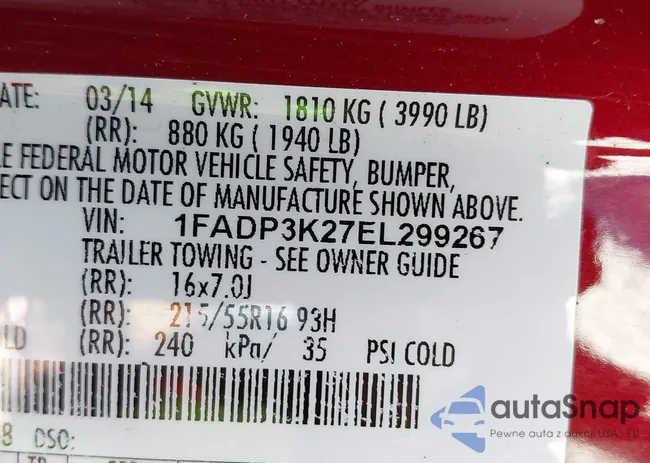 ATE: 03/14 GVWR: 1810 KG ( 3990 LB)
(RR): 880 KG ( 1940 LB)
E FEDERAL MOTOR VEHICLE SAFETY, BUMPER,
ECT ON THE DATE OF MANUFACTURE SHOWN ABOVE.
VIN: 1FADP3K27EL299267
TRAILER TOWING - SEE OWNER GUIDE
(RR): 16x7.0J
(RR): 215/55R16 93H
LD (RR): 240 kPa/ 35 PSI COLD
8 DSO:
autaSnap
Pewne auta z aukcji USA - EU